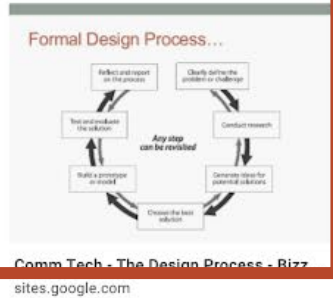 Formal Design Process...
Reflect and report
on the process
Clearly define the
problem or challenge
Test and evaluate
the solution
Conduct research
Any step
can be revisited
Build a prototype
or model
Generate ideas for
potential solutions
Choose the best
solution
Comm Tech - The Design Process - Bizz
sites.google.com